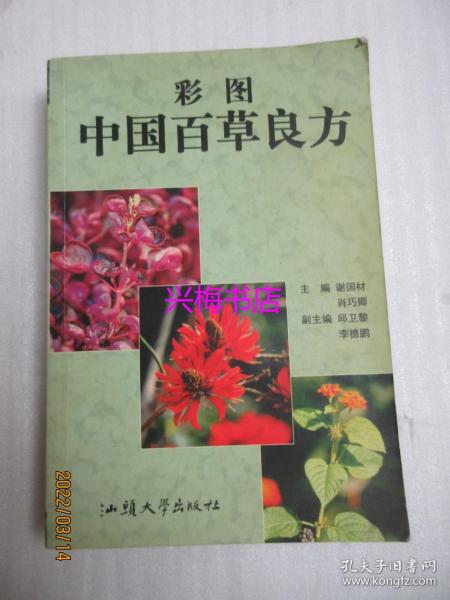 彩图
中国百草良方
主编 谢国材
肖巧卿
副主编 邱卫黎
李德鹏
兴梅书店
汕頭大學出版社
2022/03/14
孔夫子旧书网
www.kongfz.com